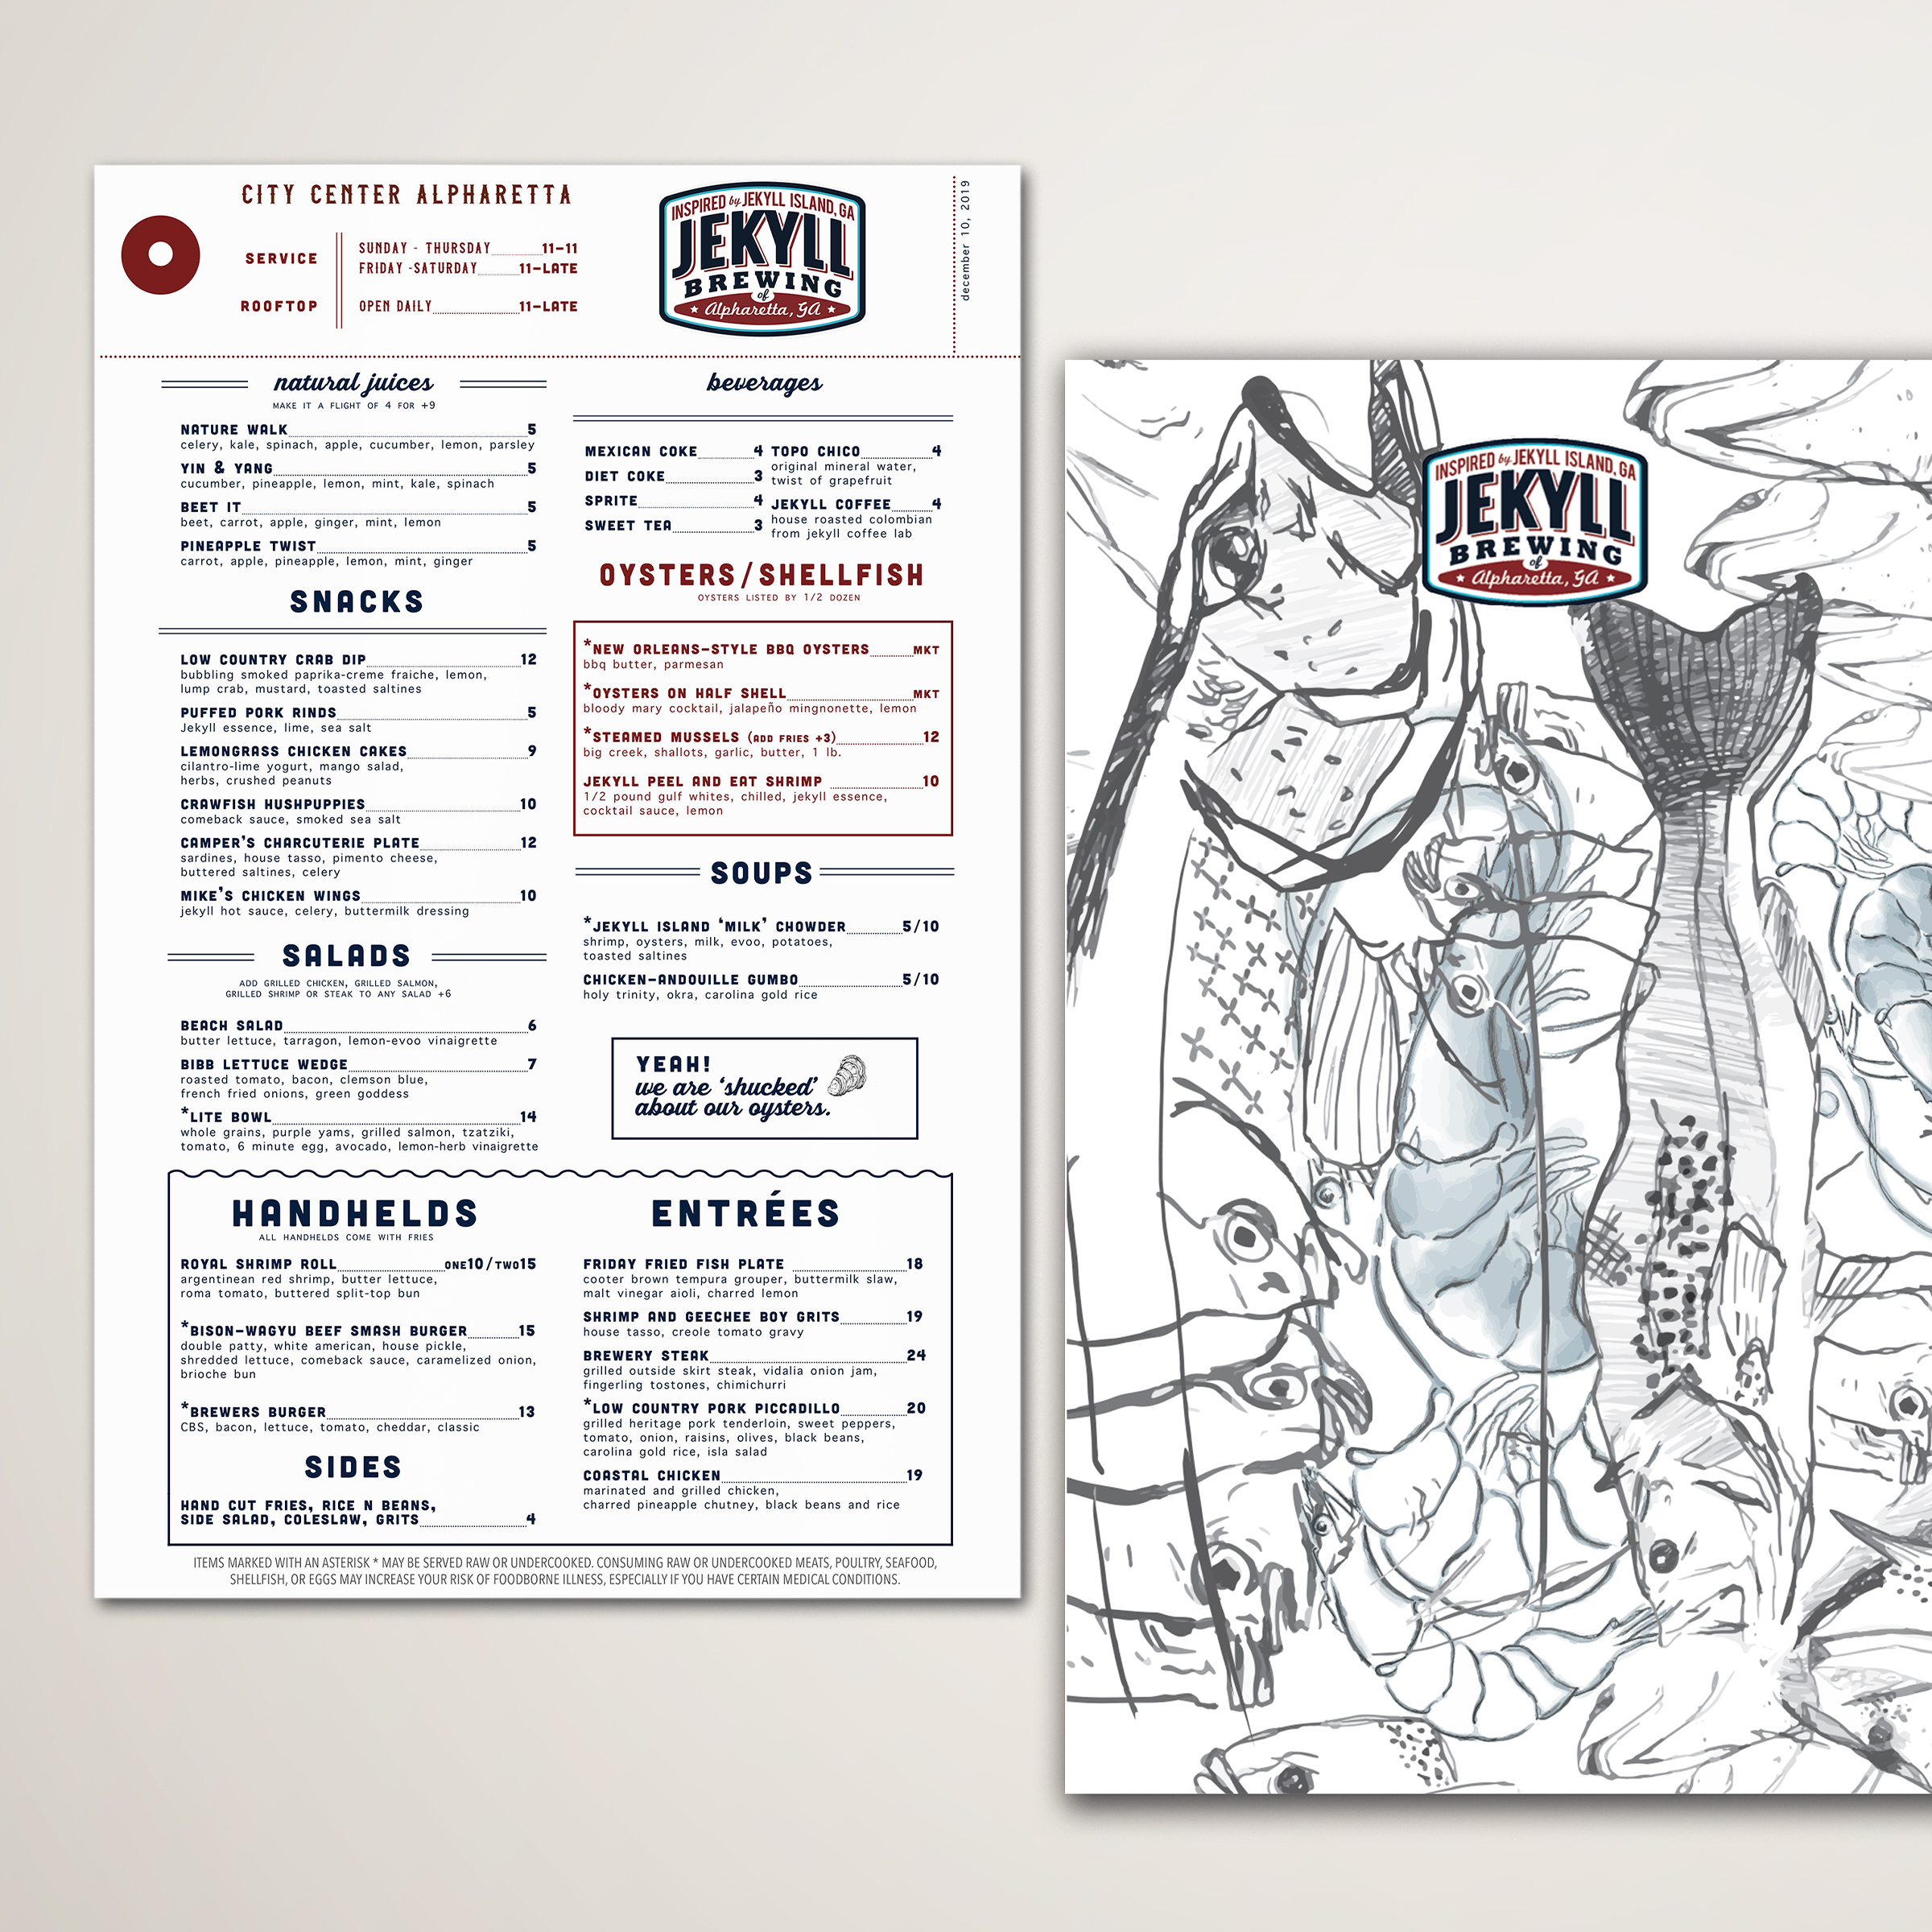 CITY CENTER ALPHARETTA
SERVICE
SUNDAY - THURSDAY 11-11
FRIDAY -SATURDAY 11-LATE
ROOFTOP
OPEN DAILY 11-LATE
INSPIRED by JEKYLL ISLAND, GA
JEKYLL
BREWING
of
Alpharetta, GA
december 10, 2019
natural juices
MAKE IT A FLIGHT OF 4 FOR +9
NATURE WALK 5
celery, kale, spinach, apple, cucumber, lemon, parsley
YIN & YANG 5
cucumber, pineapple, lemon, mint, kale, spinach
BEET IT 5
beet, carrot, apple, ginger, mint, lemon
PINEAPPLE TWIST 5
carrot, apple, pineapple, lemon, mint, ginger
SNACKS
LOW COUNTRY CRAB DIP 12
bubbling smoked paprika-creme fraiche, lemon,
lump crab, mustard, toasted saltines
PUFFED PORK RINDS 5
Jekyll essence, lime, sea salt
LEMONGRASS CHICKEN CAKES 9
cilantro-lime yogurt, mango salad,
herbs, crushed peanuts
CRAWFISH HUSHPUPPIES 10
comeback sauce, smoked sea salt
CAMPER'S CHARCUTERIE PLATE 12
sardines, house tasso, pimento cheese,
buttered saltines, celery
MIKE'S CHICKEN WINGS 10
jekyll hot sauce, celery, buttermilk dressing
SALADS
ADD GRILLED CHICKEN, GRILLED SALMON,
GRILLED SHRIMP OR STEAK TO ANY SALAD +6
BEACH SALAD 6
butter lettuce, tarragon, lemon-evoo vinaigrette
BIBB LETTUCE WEDGE 7
roasted tomato, bacon, clemson blue,
french fried onions, green goddess
*LITE BOWL 14
whole grains, purple yams, grilled salmon, tzatziki,
tomato, 6 minute egg, avocado, lemon-herb vinaigrette
beverages
MEXICAN COKE 4
DIET COKE 3
SPRITE 4
SWEET TEA 3
TOPO CHICO 4
original mineral water,
twist of grapefruit
JEKYLL COFFEE 4
house roasted colombian
from jekyll coffee lab
OYSTERS/SHELLFISH
OYSTERS LISTED BY 1/2 DOZEN
*NEW ORLEANS-STYLE BBQ OYSTERS MKT
bbq butter, parmesan
*OYSTERS ON HALF SHELL MKT
bloody mary cocktail, jalapeño mingnonette, lemon
*STEAMED MUSSELS (ADD FRIES +3) 12
big creek, shallots, garlic, butter, 1 lb.
JEKYLL PEEL AND EAT SHRIMP 10
1/2 pound gulf whites, chilled, jekyll essence,
cocktail sauce, lemon
SOUPS
*JEKYLL ISLAND 'MILK' CHOWDER 5/10
shrimp, oysters, milk, evoo, potatoes,
toasted saltines
CHICKEN-ANDOUILLE GUMBO 5/10
holy trinity, okra, carolina gold rice
YEAH!
we are 'shucked'
about our oysters.
HANDHELDS
ALL HANDHELDS COME WITH FRIES
ROYAL SHRIMP ROLL ONE10/TWO15
argentinean red shrimp, butter lettuce,
roma tomato, buttered split-top bun
*BISON-WAGYU BEEF SMASH BURGER 15
double patty, white american, house pickle,
shredded lettuce, comeback sauce, caramelized onion,
brioche bun
*BREWERS BURGER 13
CBS, bacon, lettuce, tomato, cheddar, classic
SIDES
HAND CUT FRIES, RICE N BEANS,
SIDE SALAD, COLESLAW, GRITS 4
ENTRÉES
FRIDAY FRIED FISH PLATE 18
cooter brown tempura grouper, buttermilk slaw,
malt vinegar aioli, charred lemon
SHRIMP AND GEECHEE BOY GRITS 19
house tasso, creole tomato gravy
BREWERY STEAK 24
grilled outside skirt steak, vidalia onion jam,
fingerling tostones, chimichurri
*LOW COUNTRY PORK PICCADILLO 20
grilled heritage pork tenderloin, sweet peppers,
tomato, onion, raisins, olives, black beans,
carolina gold rice, isla salad
COASTAL CHICKEN 19
marinated and grilled chicken,
charred pineapple chutney, black beans and rice
ITEMS MARKED WITH AN ASTERISK * MAY BE SERVED RAW OR UNDERCOOKED. CONSUMING RAW OR UNDERCOOKED MEATS, POULTRY, SEAFOOD,
SHELLFISH, OR EGGS MAY INCREASE YOUR RISK OF FOODBORNE ILLNESS, ESPECIALLY IF YOU HAVE CERTAIN MEDICAL CONDITIONS.
INSPIRED by JEKYLL ISLAND, GA
JEKYLL
BREWING
of
Alpharetta, GA